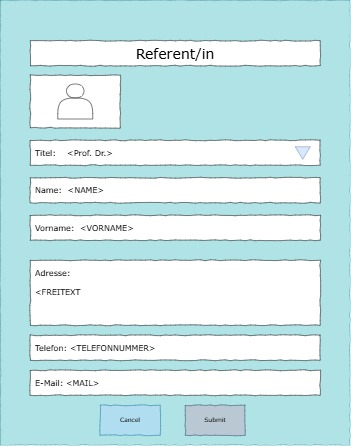 Referent/in
Titel: <Prof. Dr.>
Name: <NAME>
Vorname: <VORNAME>
Adresse:
<FREITEXT
Telefon: <TELEFONNUMMER>
E-Mail: <MAIL>
Cancel Submit